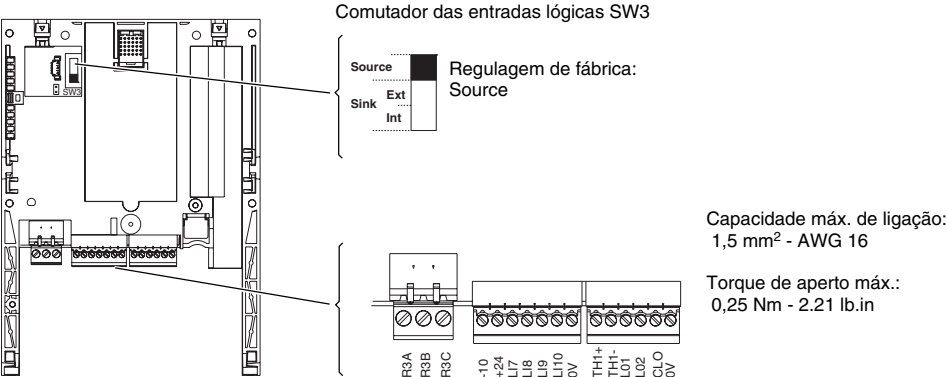 Comutador das entradas lógicas SW3
Source
Sink
Ext
Int
Regulagem de fábrica:
Source
SW3
Capacidade máx. de ligação:
1,5 mm² - AWG 16
Torque de aperto máx.:
0,25 Nm - 2.21 lb.in
R3A
R3B
R3C
-10
+24
LI7
LI8
LI9
LI10
0V
TH1+
TH1-
L01
L02
CLO
0V